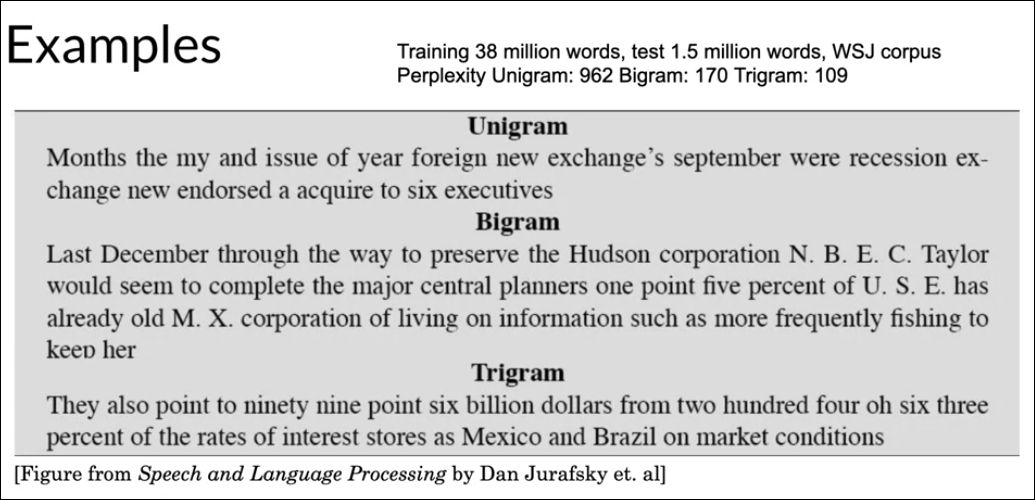 Examples
Training 38 million words, test 1.5 million words, WSJ corpus
Perplexity Unigram: 962 Bigram: 170 Trigram: 109
Unigram
Months the my and issue of year foreign new exchange’s september were recession ex-
change new endorsed a acquire to six executives
Bigram
Last December through the way to preserve the Hudson corporation N. B. E. C. Taylor
would seem to complete the major central planners one point five percent of U. S. E. has
already old M. X. corporation of living on information such as more frequently fishing to
keep her
Trigram
They also point to ninety nine point six billion dollars from two hundred four oh six three
percent of the rates of interest stores as Mexico and Brazil on market conditions
[Figure from Speech and Language Processing by Dan Jurafsky et. al]